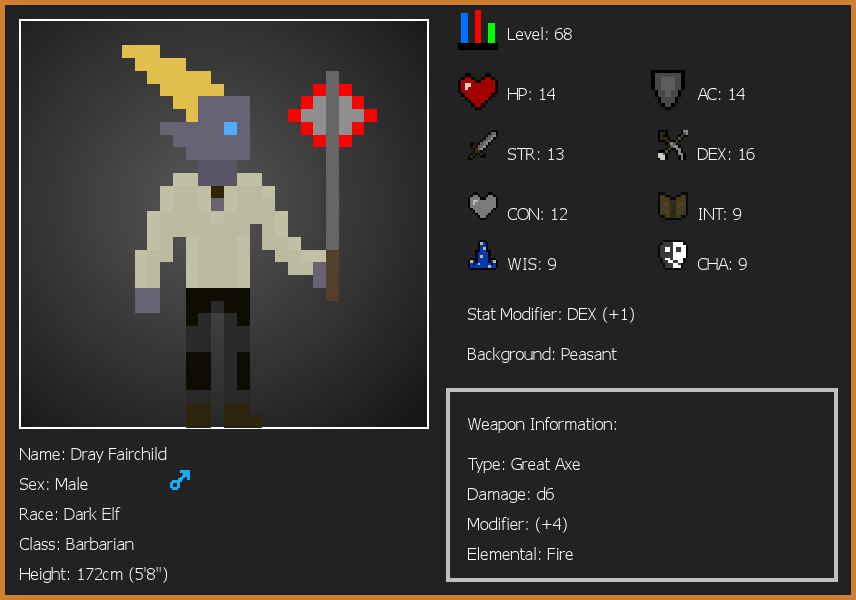 Level: 68
HP: 14
AC: 14
STR: 13
DEX: 16
CON: 12
INT: 9
WIS: 9
CHA: 9
Stat Modifier: DEX (+1)
Background: Peasant
Weapon Information:
Type: Great Axe
Damage: d6
Modifier: (+4)
Elemental: Fire
Name: Dray Fairchild
Sex: Male
Race: Dark Elf
Class: Barbarian
Height: 172cm (5'8")